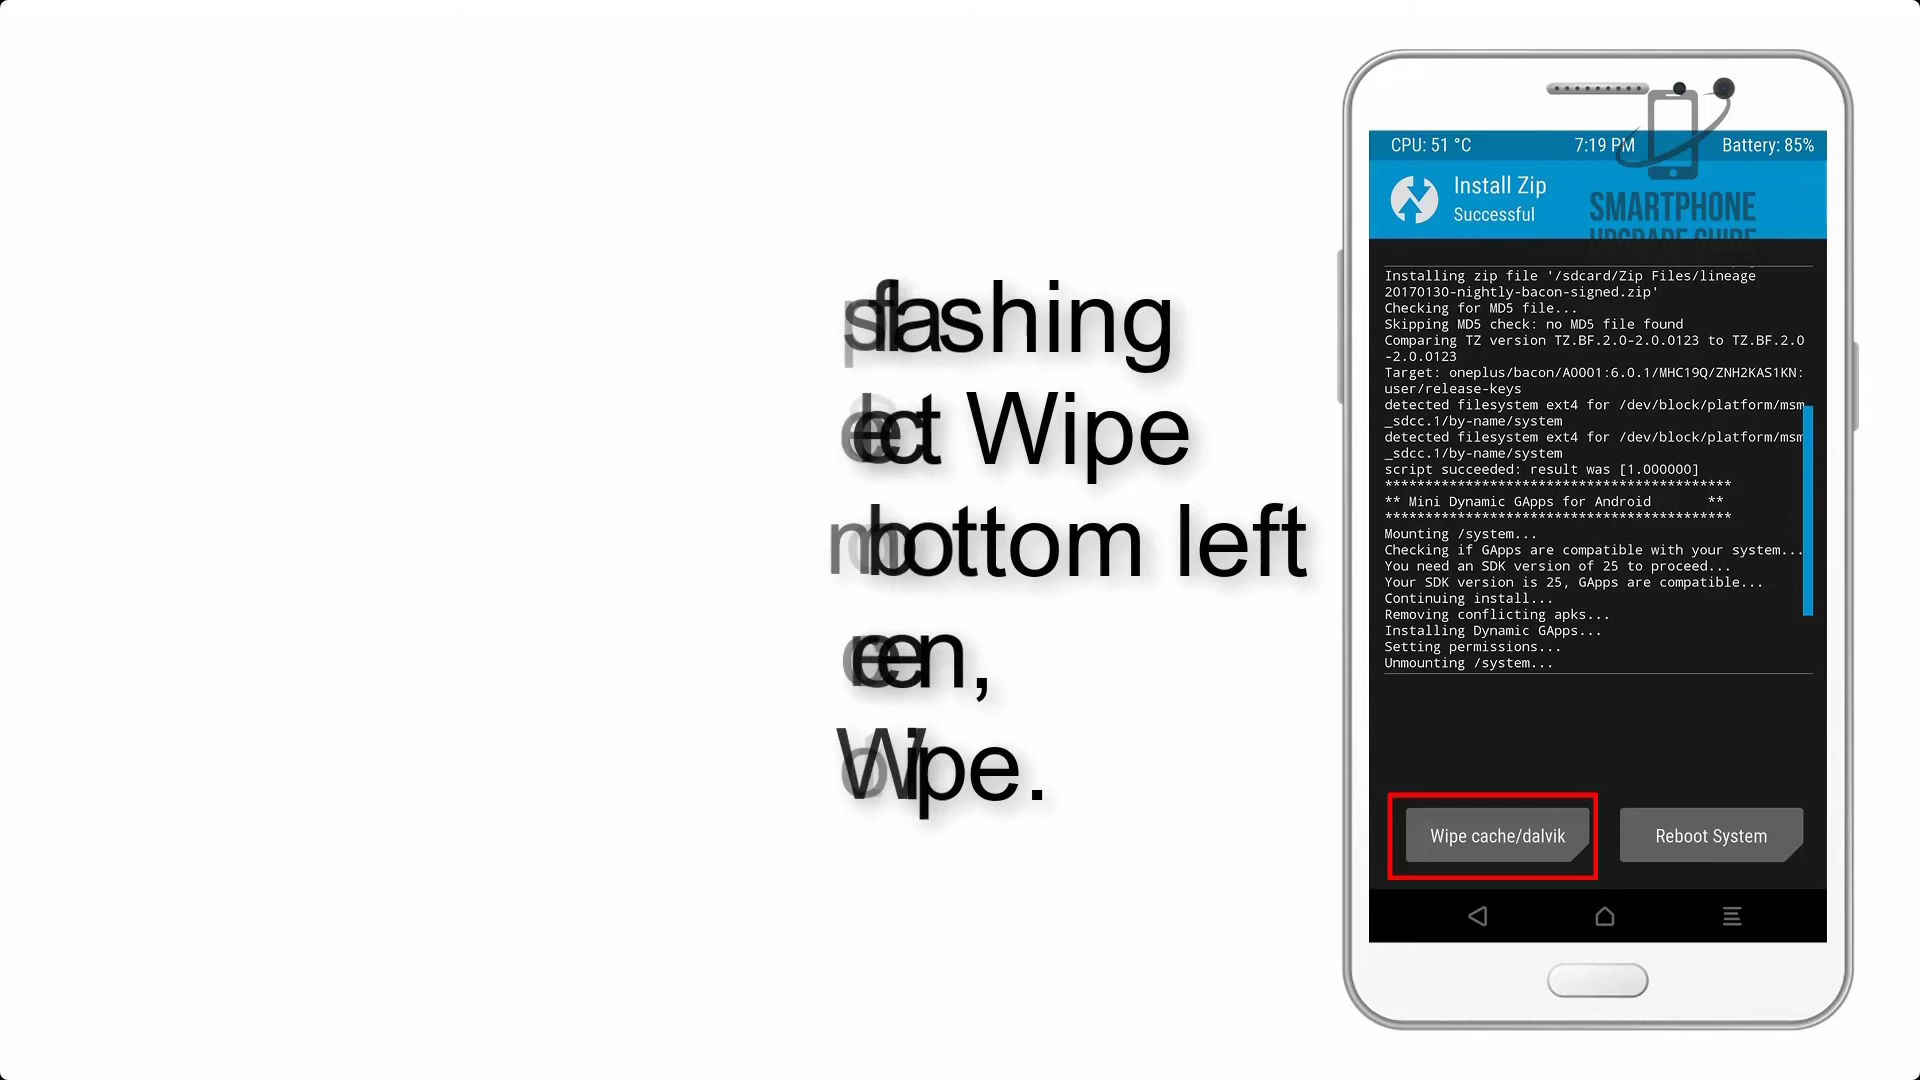 flashing
Wipe
bottom left
Wipe.
CPU: 51 °C 7:19 PM Battery: 85%
Install Zip
Successful
SMARTPHONE
UPGRADE GUIDE
Installing zip file '/sdcard/Zip Files/lineage
20170130-nightly-bacon-signed.zip'
Checking for MD5 file...
Skipping MD5 check: no MD5 file found
Comparing TZ version TZ.BF.2.0-2.0.0123 to TZ.BF.2.0
-2.0.0123
Target: oneplus/bacon/A0001:6.0.1/MHC19Q/ZNH2KAS1KN:
user/release-keys
detected filesystem ext4 for /dev/block/platform/msm
_sdcc.1/by-name/system
detected filesystem ext4 for /dev/block/platform/msm
_sdcc.1/by-name/system
script succeeded: result was [1.000000]
*******************************************
** Mini Dynamic GApps for Android **
*******************************************
Mounting /system...
Checking if GApps are compatible with your system...
You need an SDK version of 25 to proceed...
Your SDK version is 25, GApps are compatible...
Continuing install...
Removing conflicting apks...
Installing Dynamic GApps...
Setting permissions...
Unmounting /system...
Wipe cache/dalvik
Reboot System